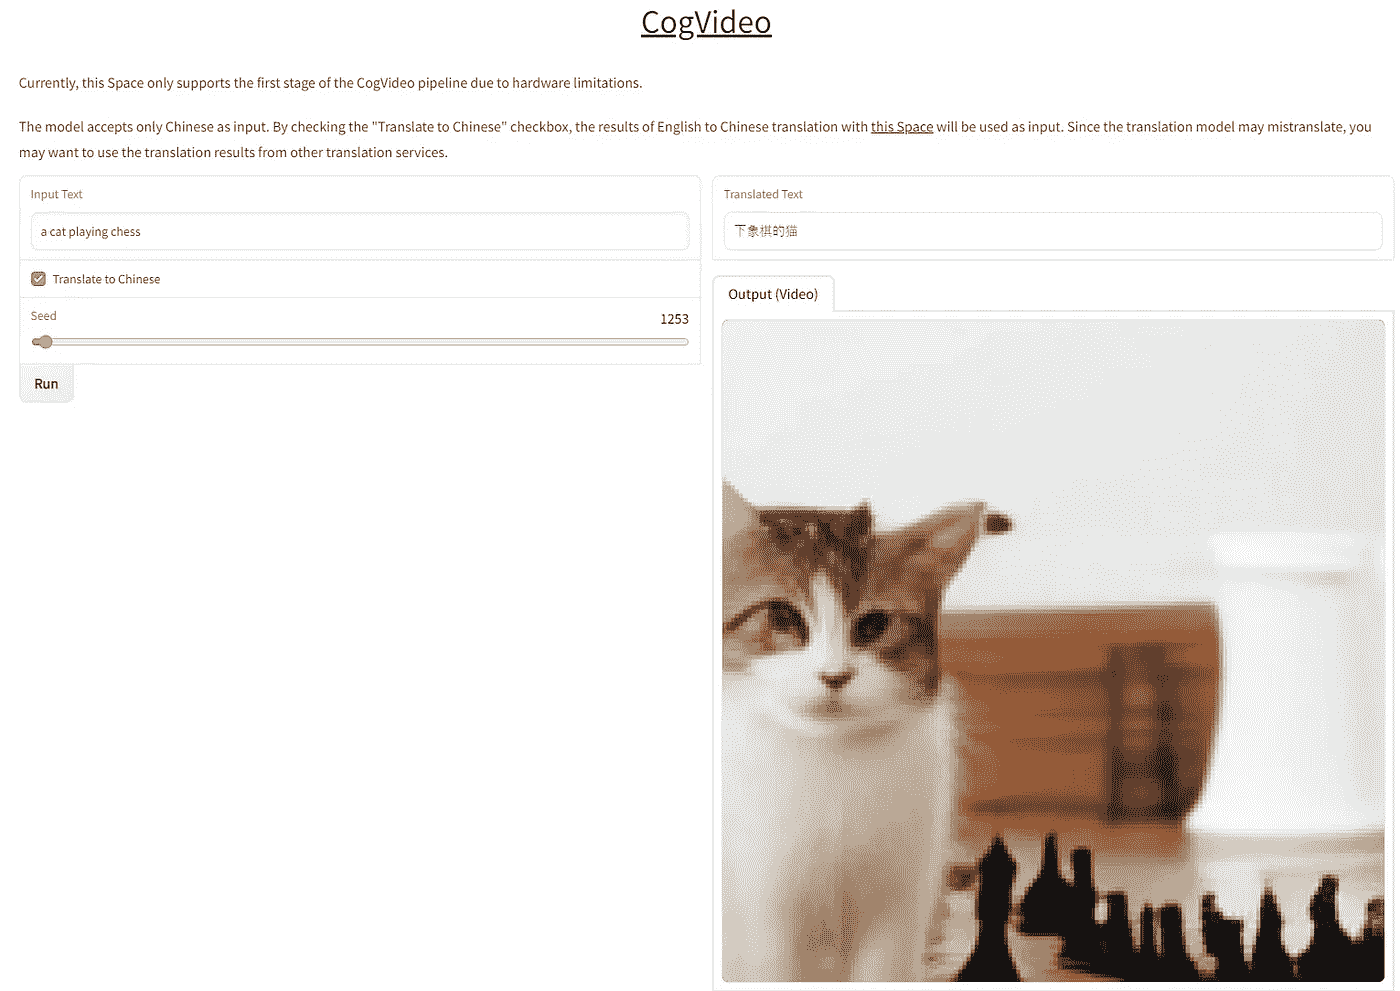 CogVideo
Currently, this Space only supports the first stage of the CogVideo pipeline due to hardware limitations.
The model accepts only Chinese as input. By checking the "Translate to Chinese" checkbox, the results of English to Chinese translation with this Space will be used as input. Since the translation model may mistranslate, you
may want to use the translation results from other translation services.
Input Text
a cat playing chess
Translate to Chinese
Seed
1253
Run
Translated Text
下象棋的猫
Output (Video)